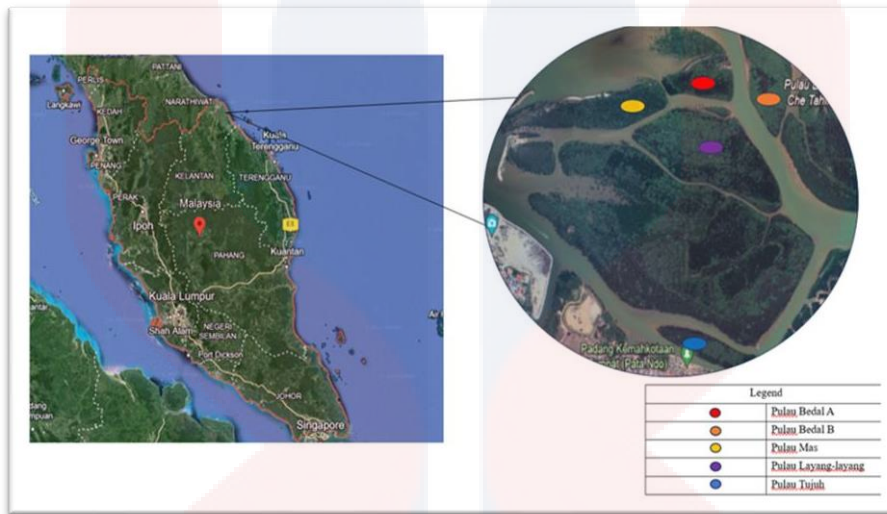 PATTANI
PERLIS
NARATHIWAT
Langkawi
KEDAH
Kuala
Terengganu
George Town
PENANG
KELANTAN
TERENGGANU
PERAK
Malaysia
Ipoh
PAHANG
Kuantan
Kuala Lumpur
Shah Alam
NEGERI
SEMBILAN
Port Dickson
JOHOR
Singapore
Pulau
Che Tahi
Padang Kemahkotaan
Legend
Pulau Bedal A
Pulau Bedal B
Pulau Mas
Pulau Layang-layang
Pulau Tujuh